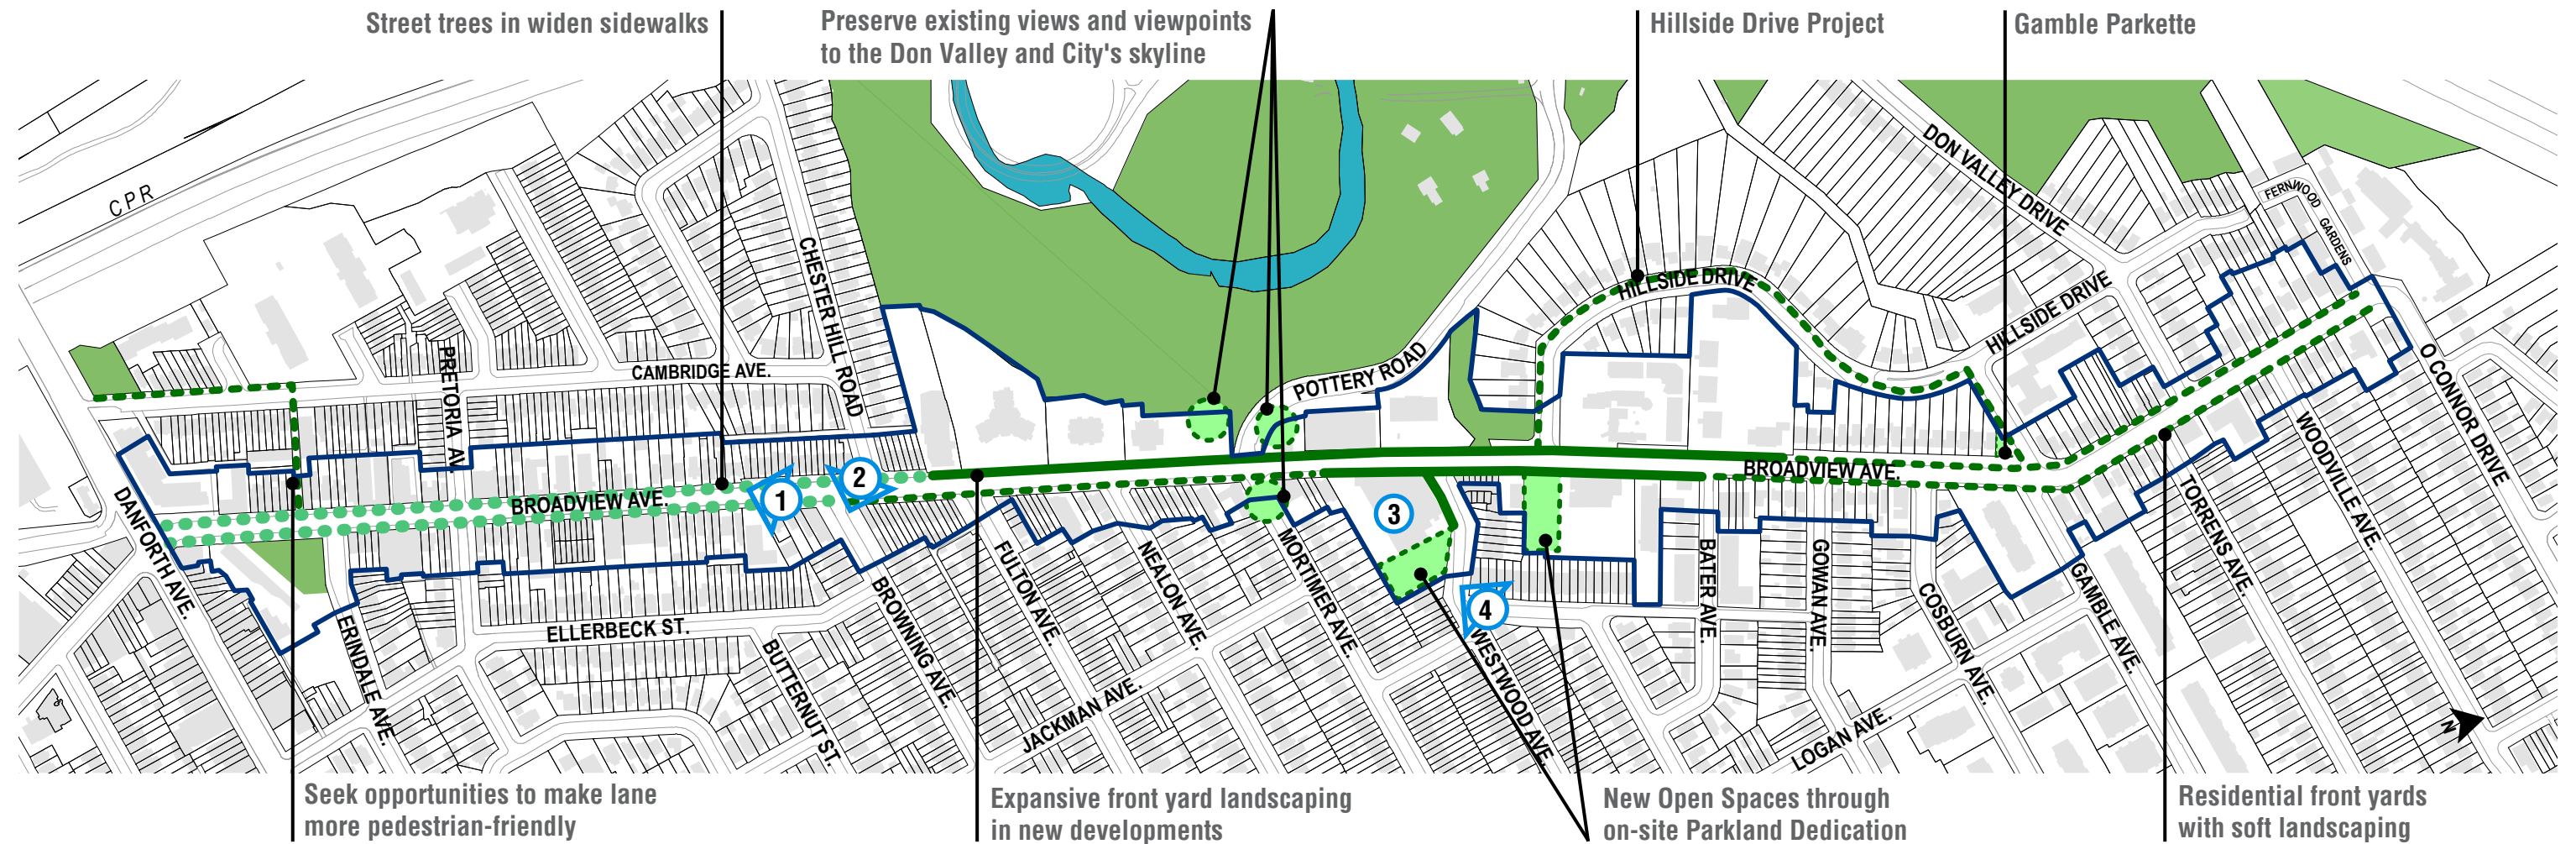 Street trees in widen sidewalks
Preserve existing views and viewpoints
to the Don Valley and City's skyline
Hillside Drive Project
Gamble Parkette
CPR
DON VALLEY DRIVE
FERNWOOD GARDENS
CHESTER HILL ROAD
HILLSIDE DRIVE
HILLSIDE DRIVE
PRETORIA AV.
CAMBRIDGE AVE.
POTTERY ROAD
O CONNOR DRIVE
WOODVILLE AVE.
BROADVIEW AVE.
BROADVIEW AVE.
1
2
3
4
DANFORTH AVE.
TORRENS AVE.
ERINDALE AVE.
ELLERBECK ST.
BUTTERNUT ST.
BROWNING AVE.
FULTON AVE.
NEALON AVE.
MORTIMER AVE.
JACKMAN AVE.
WESTWOOD AVE.
BATER AVE.
GOWAN AVE.
COSBURN AVE.
GAMBLE AVE.
LOGAN AVE.
N
Seek opportunities to make lane
more pedestrian-friendly
Expansive front yard landscaping
in new developments
New Open Spaces through
on-site Parkland Dedication
Residential front yards
with soft landscaping